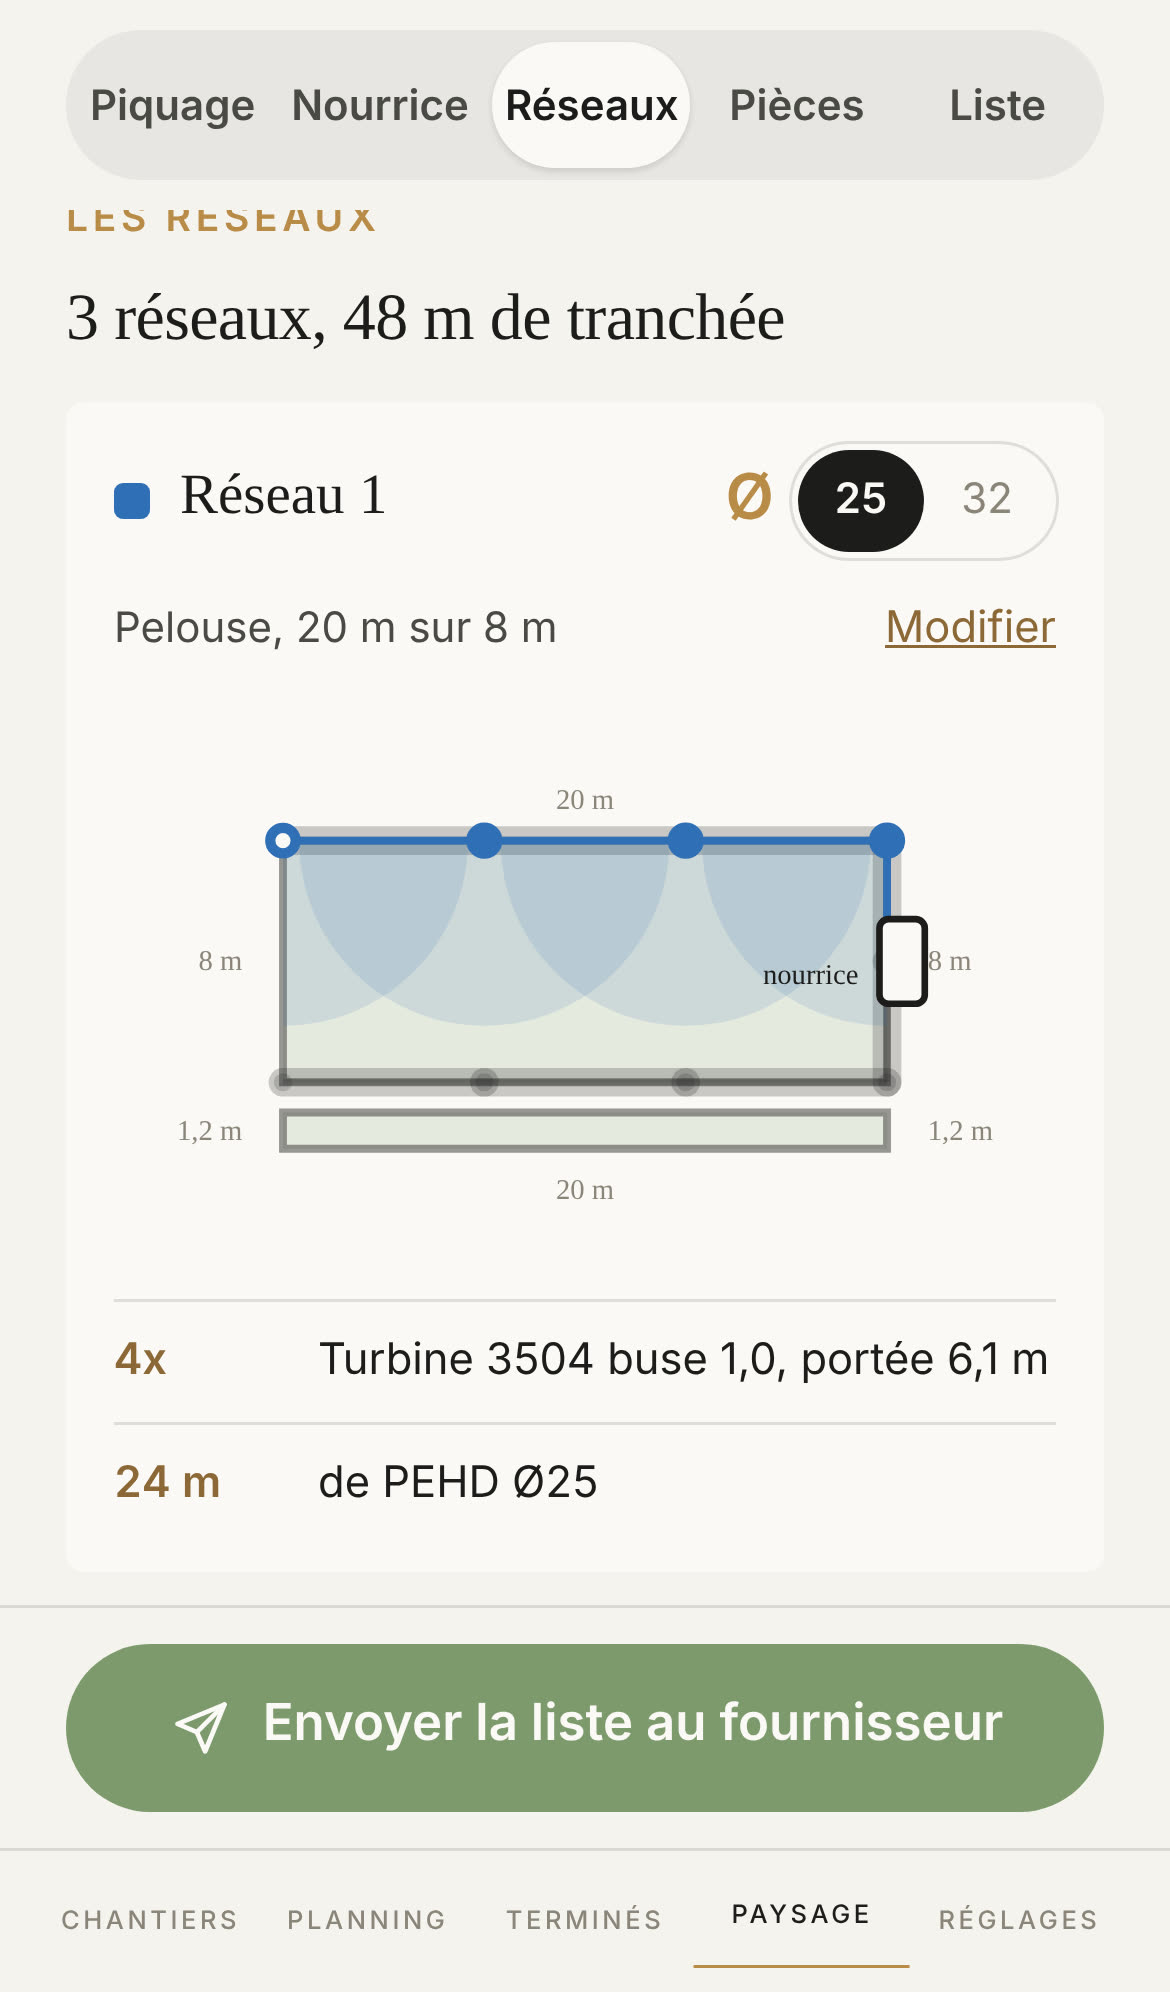 Piquage Nourrice Réseaux Pièces Liste
LES RÉSEAUX
3 réseaux, 48 m de tranchée
Réseau 1 Ø 25 32
Pelouse, 20 m sur 8 m Modifier
20 m
8 m 8 m
nourrice
1,2 m 1,2 m
20 m
4x Turbine 3504 buse 1,0, portée 6,1 m
24 m de PEHD Ø25
Envoyer la liste au fournisseur
CHANTIERS PLANNING TERMINÉS PAYSAGE RÉGLAGES